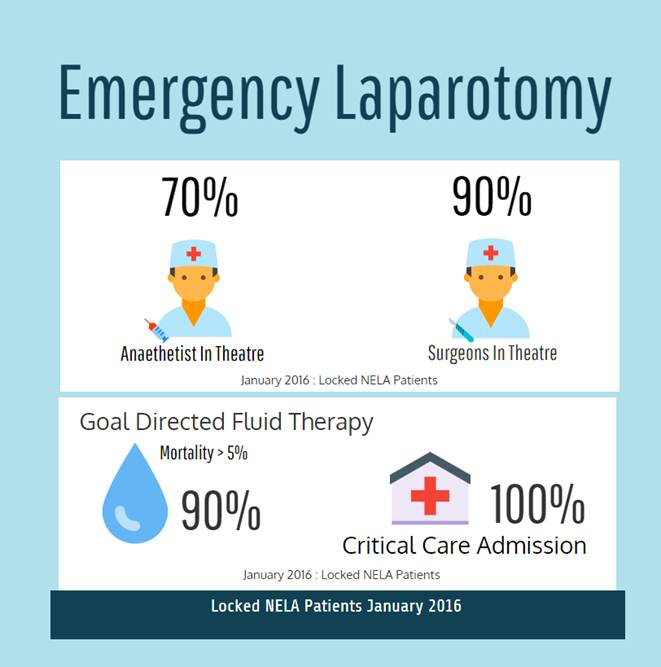 Emergency Laparotomy
70%
90%
Anaethetist In Theatre
Surgeons In Theatre
January 2016 : Locked NELA Patients
Goal Directed Fluid Therapy
Mortality > 5%
90%
100%
Critical Care Admission
January 2016 : Locked NELA Patients
Locked NELA Patients January 2016